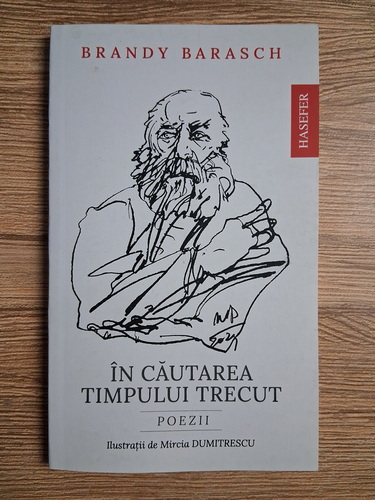 BRANDY BARASCH
HASEFER
ÎN CĂUTAREA
TIMPULUI TRECUT
POEZII
Ilustrații de Mircia DUMITRESCU